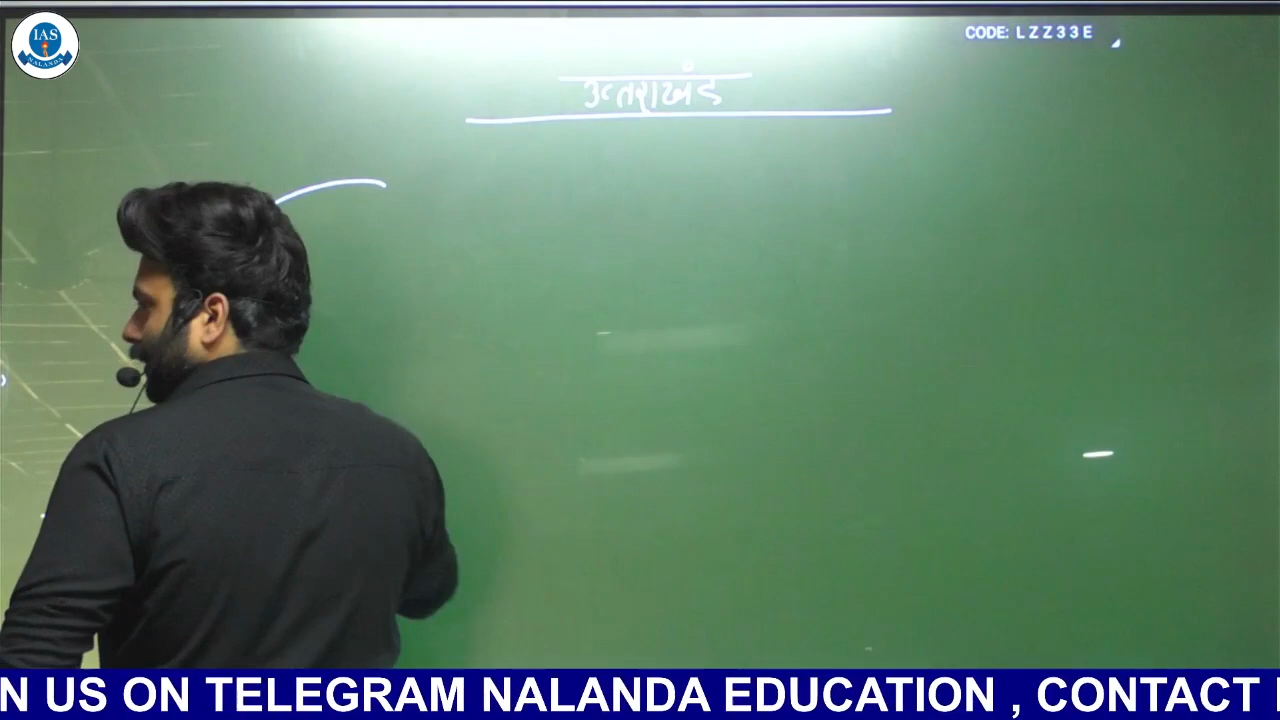 IAS
NALANDA
CODE: LZZ33E
उत्तराखंड
N US ON TELEGRAM NALANDA EDUCATION , CONTACT